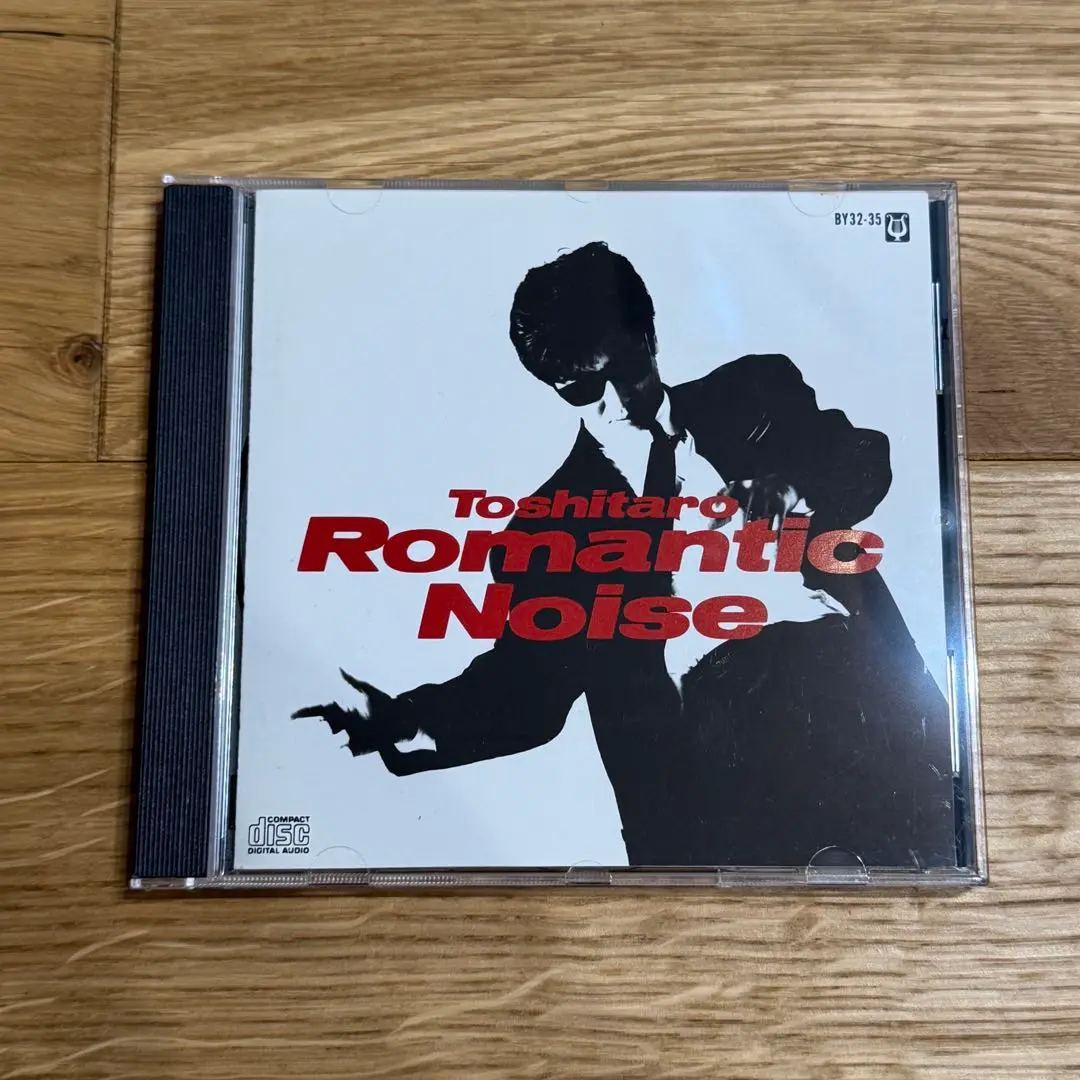 BY32-35
Toshitaro
Romantic
Noise
COMPACT
disc
DIGITAL AUDIO